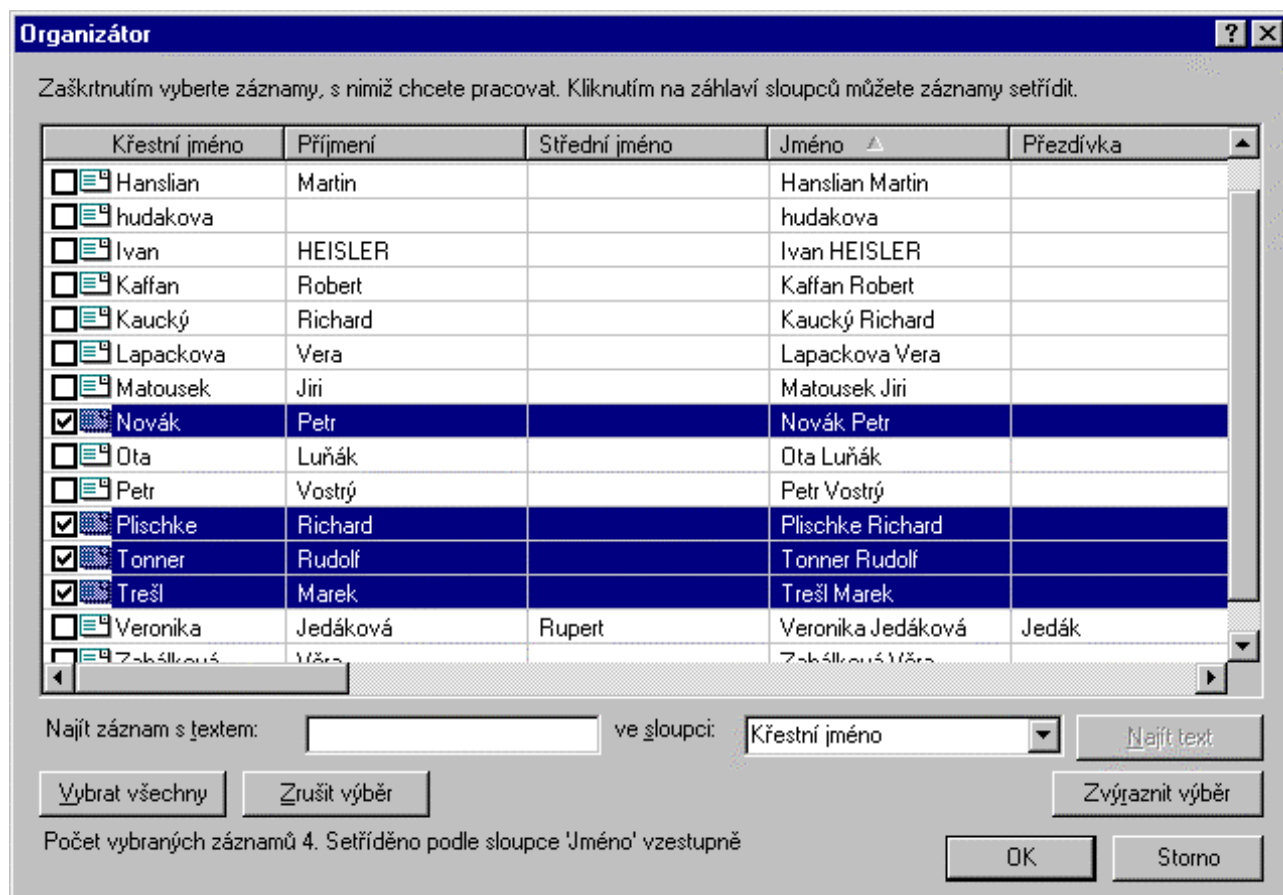 Organizátor
Zaškrtnutím vyberte záznamy, s nimiž chcete pracovat. Kliknutím na záhlaví sloupců můžete záznamy setřídit.
Křestní jméno Příjmení Střední jméno Jméno Přezdívka
Hanslian Martin Hanslian Martin
hudakova hudakova
Ivan HEISLER Ivan HEISLER
Kaffan Robert Kaffan Robert
Kaucký Richard Kaucký Richard
Lapackova Vera Lapackova Vera
Matousek Jiri Matousek Jiri
Novák Petr Novák Petr
Ota Luňák Ota Luňák
Petr Vostrý Petr Vostrý
Plischke Richard Plischke Richard
Tonner Rudolf Tonner Rudolf
Trešl Marek Trešl Marek
Veronika Jedáková Rupert Veronika Jedáková Jedák
Najít záznam s textem: ve sloupci: Křestní jméno Najít text
Vybrat všechny Zrušit výběr Zvýraznit výběr
Počet vybraných záznamů 4. Setříděno podle sloupce 'Jméno' vzestupně
OK Storno